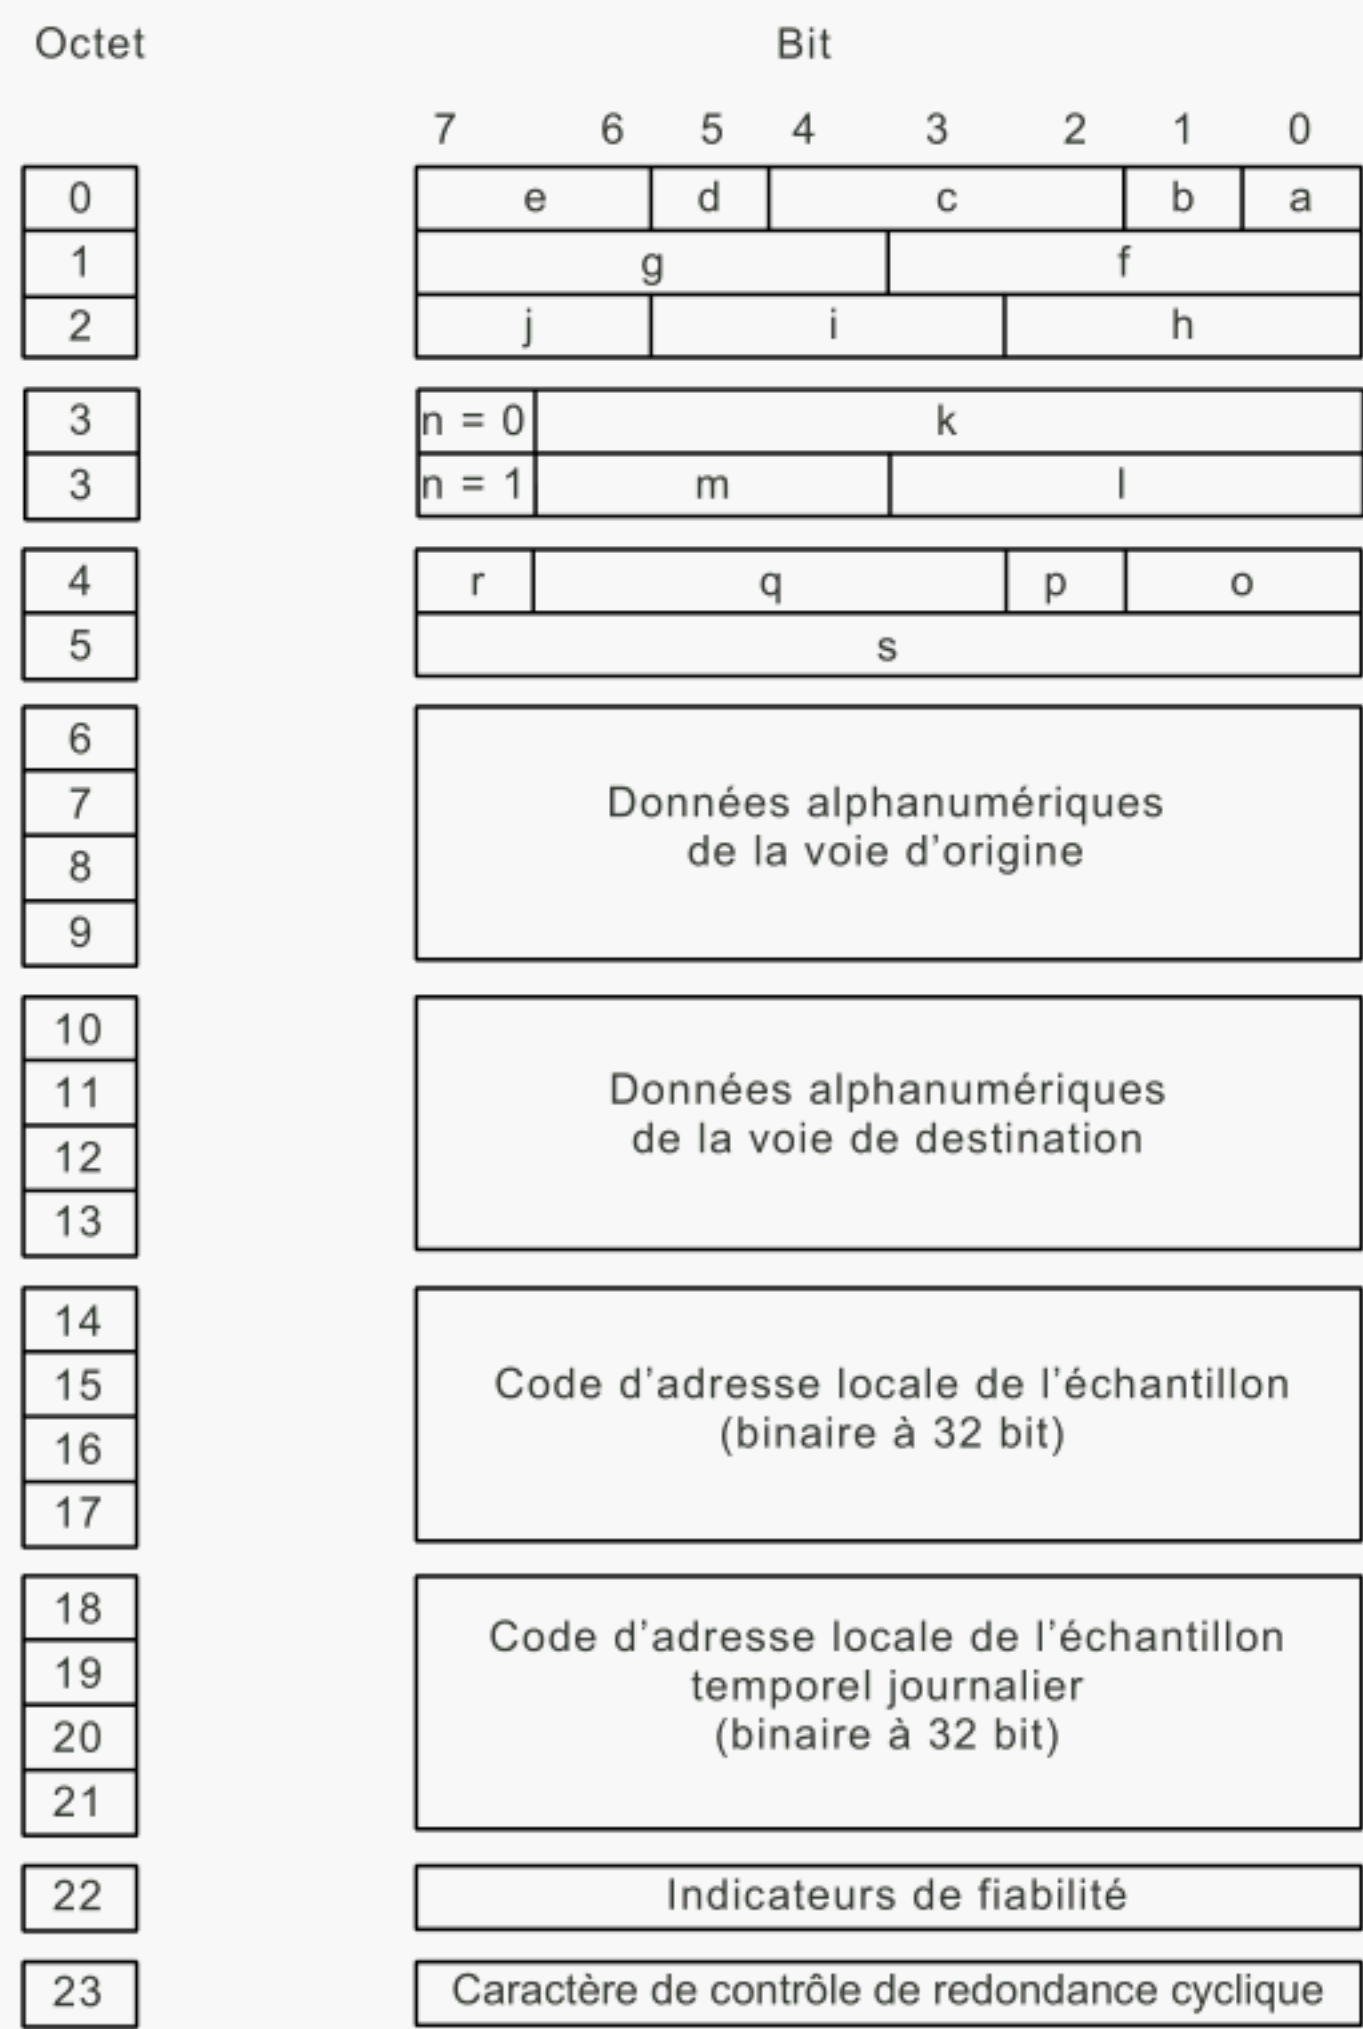 Octet Bit
7 6 5 4 3 2 1 0
0 e d c b a
1 g f
2 j i h
3 n = 0 k
3 n = 1 m l
4 r q p o
5 s
6
7 Données alphanumériques
8 de la voie d'origine
9
10
11 Données alphanumériques
12 de la voie de destination
13
14
15 Code d'adresse locale de l'échantillon
16 (binaire à 32 bit)
17
18 Code d'adresse locale de l'échantillon
19 temporel journalier
20 (binaire à 32 bit)
21
22 Indicateurs de fiabilité
23 Caractère de contrôle de redondance cyclique